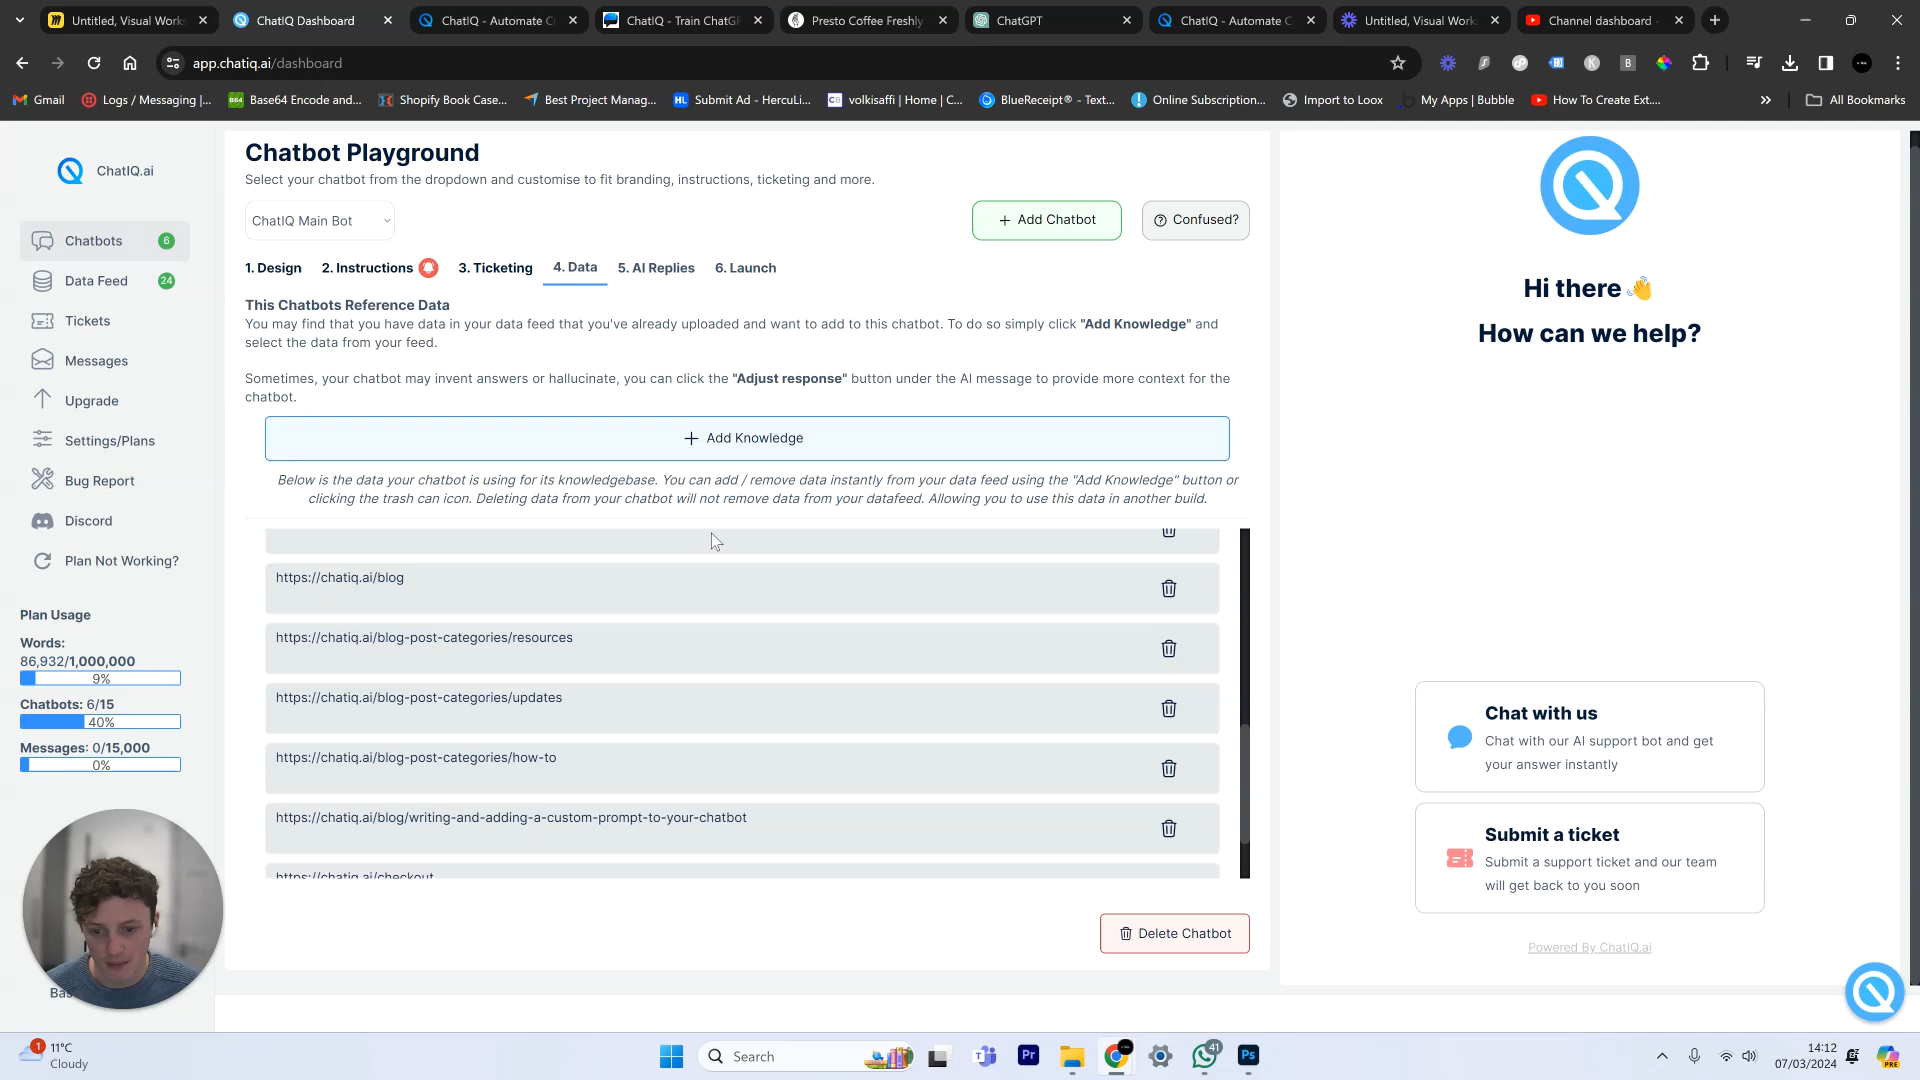 Untitled, Visual Works
ChatIQ Dashboard
ChatIQ - Automate C
ChatIQ - Train ChatGP
Presto Coffee Freshly
ChatGPT
ChatIQ - Automate C
Untitled, Visual Works
Channel dashboard -
app.chatiq.ai/dashboard
Gmail
Logs / Messaging |...
Base64 Encode and...
Shopify Book Case...
Best Project Manag...
Submit Ad - HercuLi...
volkisaffi | Home | C...
BlueReceipt® - Text...
Online Subscription...
Import to Loox
My Apps | Bubble
How To Create Ext....
All Bookmarks
ChatIQ.ai
Chatbots 6
Data Feed 24
Tickets
Messages
Upgrade
Settings/Plans
Bug Report
Discord
Plan Not Working?
Plan Usage
Words:
86,932/1,000,000
9%
Chatbots: 6/15
40%
Messages: 0/15,000
0%
Chatbot Playground
Select your chatbot from the dropdown and customise to fit branding, instructions, ticketing and more.
ChatIQ Main Bot
+ Add Chatbot
Confused?
1. Design 2. Instructions 3. Ticketing 4. Data 5. AI Replies 6. Launch
This Chatbots Reference Data
You may find that you have data in your data feed that you've already uploaded and want to add to this chatbot. To do so simply click "Add Knowledge" and
select the data from your feed.
Sometimes, your chatbot may invent answers or hallucinate, you can click the "Adjust response" button under the AI message to provide more context for the
chatbot.
+ Add Knowledge
Below is the data your chatbot is using for its knowledgebase. You can add / remove data instantly from your data feed using the "Add Knowledge" button or
clicking the trash can icon. Deleting data from your chatbot will not remove data from your datafeed. Allowing you to use this data in another build.
https://chatiq.ai/blog
https://chatiq.ai/blog-post-categories/resources
https://chatiq.ai/blog-post-categories/updates
https://chatiq.ai/blog-post-categories/how-to
https://chatiq.ai/blog/writing-and-adding-a-custom-prompt-to-your-chatbot
https://chatiq.ai/checkout
Delete Chatbot
Hi there 👋
How can we help?
Chat with us
Chat with our AI support bot and get
your answer instantly
Submit a ticket
Submit a support ticket and our team
will get back to you soon
Powered By ChatIQ.ai
1
11°C
Cloudy
Search
Pr
41
Ps
14:12
07/03/2024
PRE